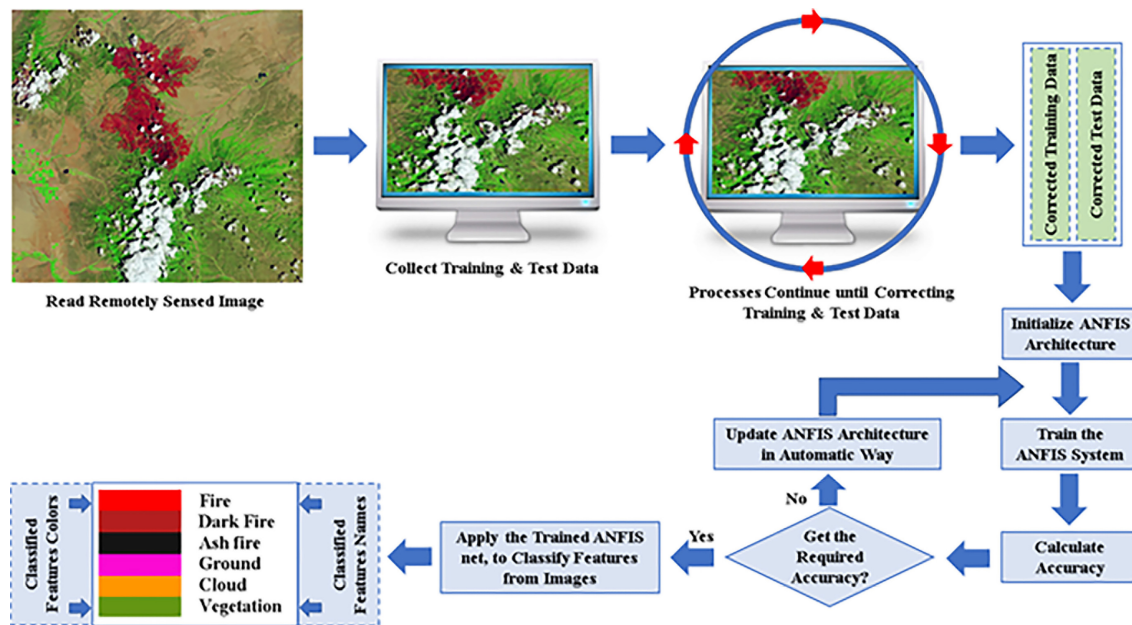 Read Remotely Sensed Image
Collect Training & Test Data
Processes Continue until Correcting
Training & Test Data
Corrected Training Data
Corrected Test Data
Initialize ANFIS
Architecture
Train the
ANFIS System
Calculate
Accuracy
Get the
Required
Accuracy?
No
Update ANFIS Architecture
in Automatic Way
Yes
Apply the Trained ANFIS
net, to Classify Features
from Images
Classified
Features Names
Fire
Dark Fire
Ash fire
Ground
Cloud
Vegetation
Classified
Features Colors